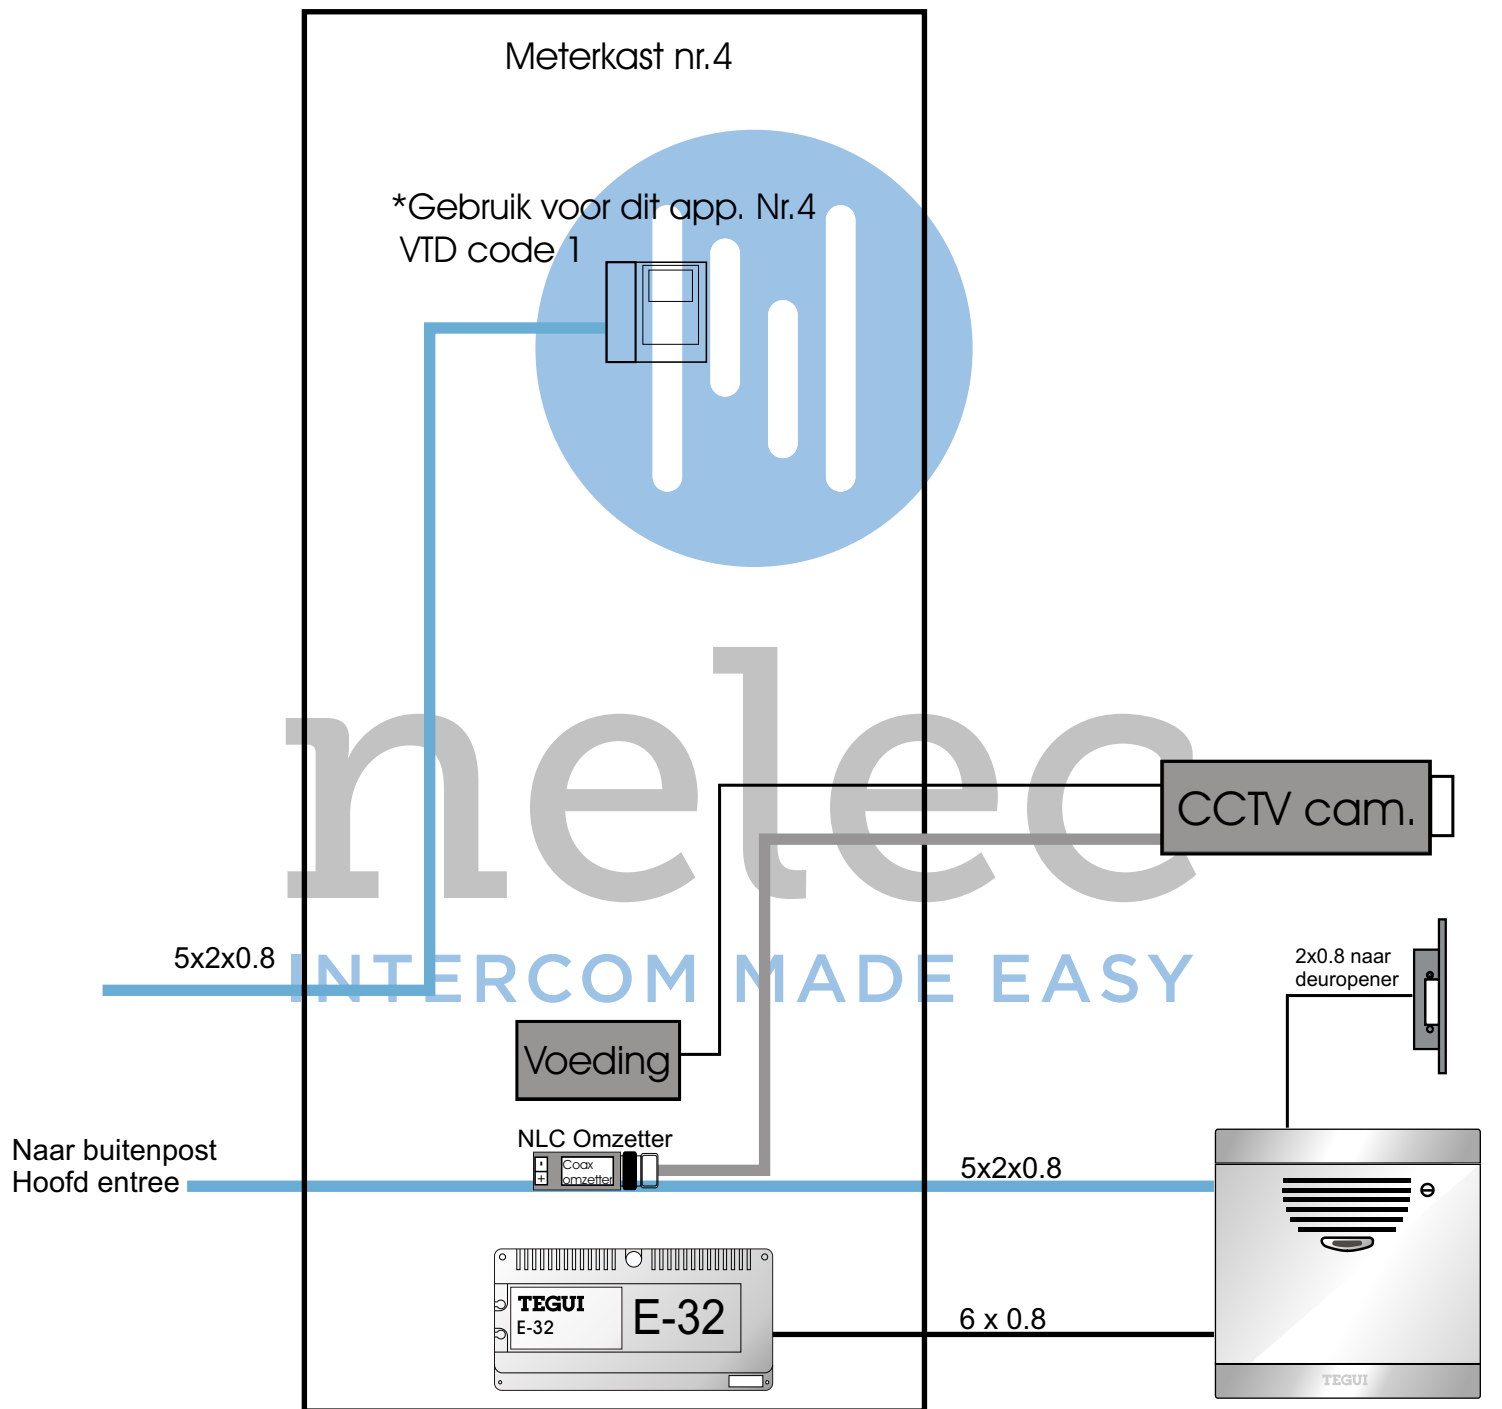 Meterkast nr.4
*Gebruik voor dit app. Nr.4
VTD code 1
nelec
INTERCOM MADE EASY
CCTV cam.
5x2x0.8
2x0.8 naar
deuropener
Voeding
NLC Omzetter
Coax
omzetter
-
+
Naar buitenpost
Hoofd entree
5x2x0.8
TEGUI
E-32
E-32
6 x 0.8
TEGUI